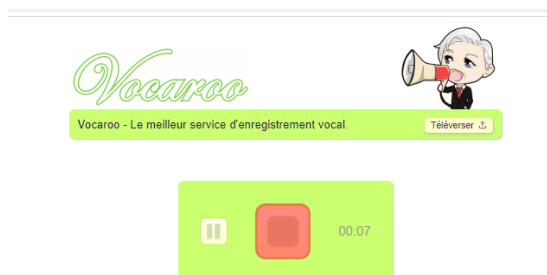 Vocaroo
Vocaroo - Le meilleur service d'enregistrement vocal.
Téléverser
00:07